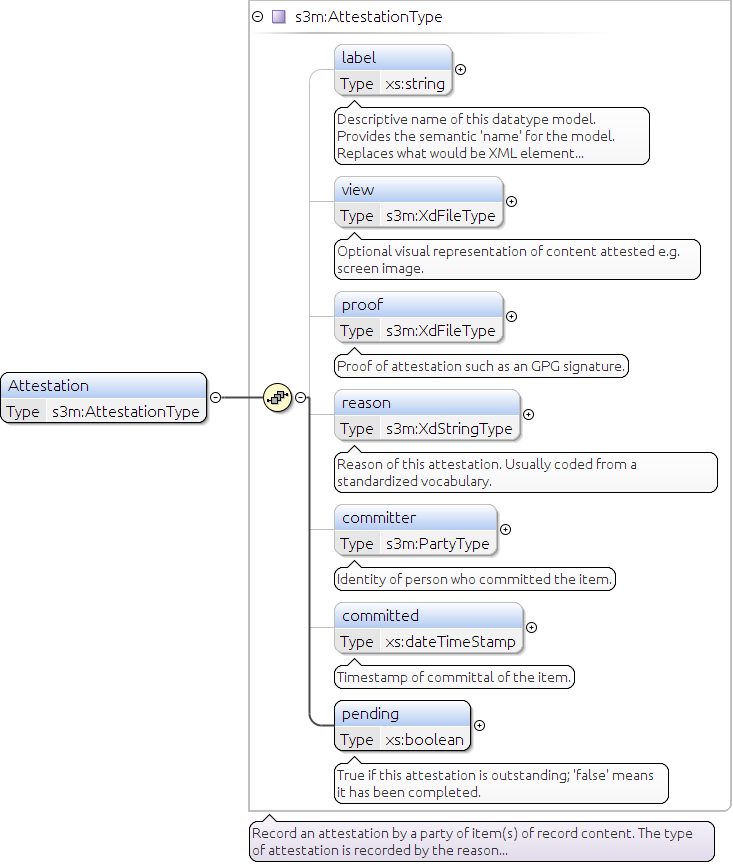 s3m:AttestationType
label
Type xs:string
Descriptive name of this datatype model.
Provides the semantic 'name' for the model.
Replaces what would be XML element...
view
Type s3m:XdFileType
Optional visual representation of content attested e.g.
screen image.
proof
Type s3m:XdFileType
Proof of attestation such as an GPG signature.
Attestation
Type s3m:AttestationType
reason
Type s3m:XdStringType
Reason of this attestation. Usually coded from a
standardized vocabulary.
committer
Type s3m:PartyType
Identity of person who committed the item.
committed
Type xs:dateTimeStamp
Timestamp of committal of the item.
pending
Type xs:boolean
True if this attestation is outstanding; 'false' means
it has been completed.
Record an attestation by a party of item(s) of record content. The type
of attestation is recorded by the reason...